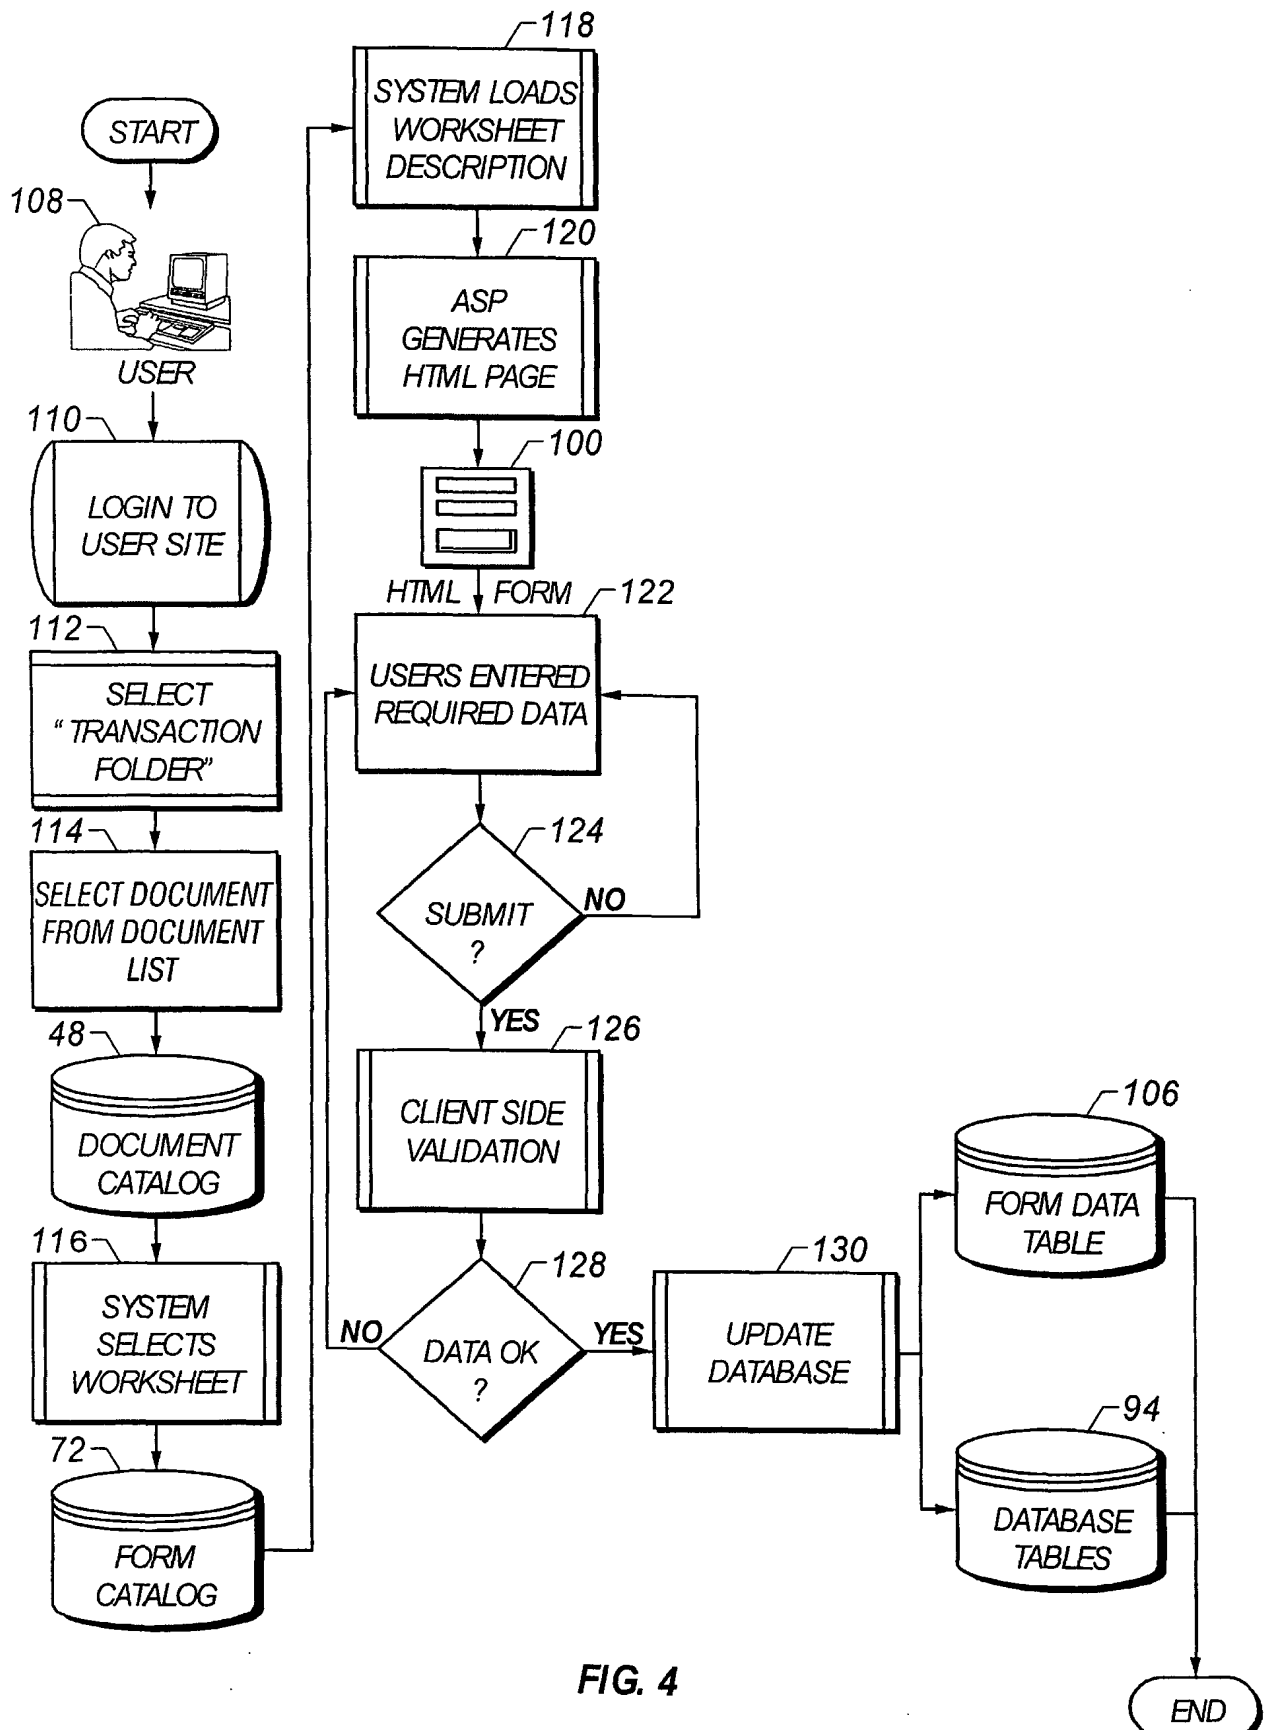 START
108
USER
110
LOGIN TO
USER SITE
112
SELECT
“ TRANSACTION
FOLDER”
114
SELECT DOCUMENT
FROM DOCUMENT
LIST
48
DOCUMENT
CATALOG
116
SYSTEM
SELECTS
WORKSHEET
72
FORM
CATALOG
118
SYSTEM LOADS
WORKSHEET
DESCRIPTION
120
ASP
GENERATES
HTML PAGE
100
HTML FORM
122
USERS ENTERED
REQUIRED DATA
124
SUBMIT
?
NO
YES
126
CLIENT SIDE
VALIDATION
128
DATA OK
?
NO
YES
130
UPDATE
DATABASE
106
FORM DATA
TABLE
94
DATABASE
TABLES
END
FIG. 4